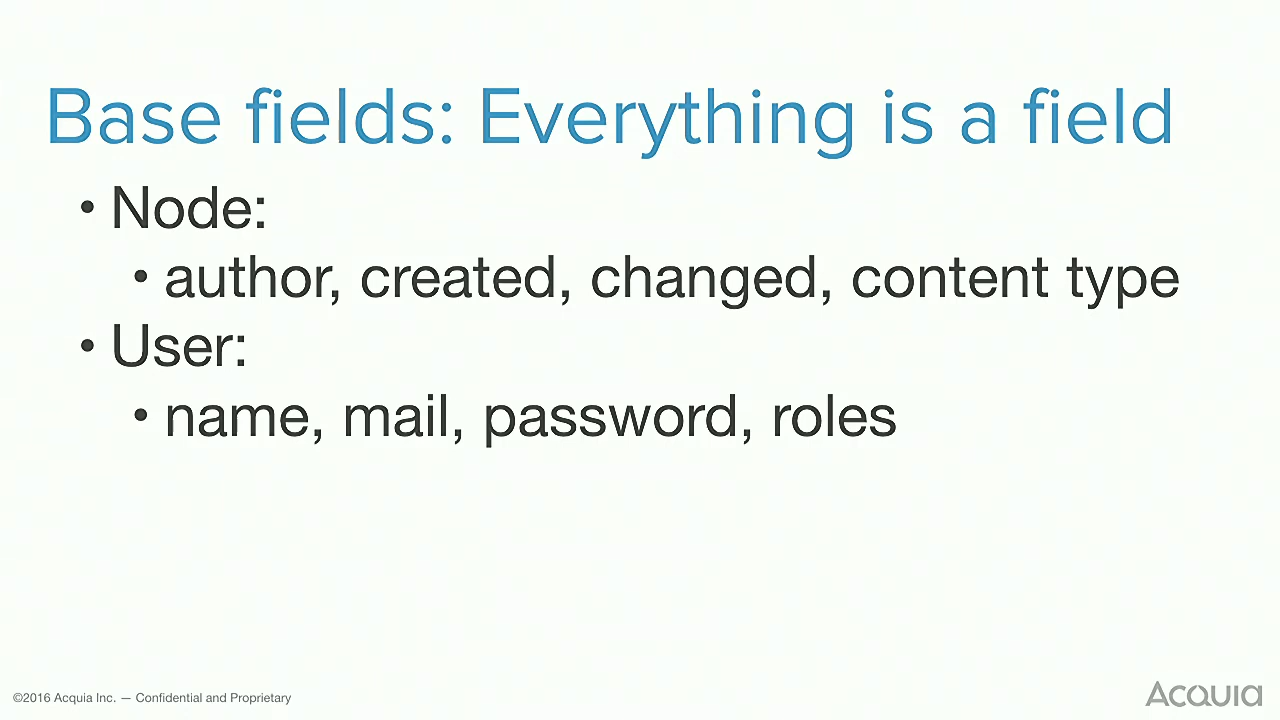 Base fields: Everything is a field
• Node:
• author, created, changed, content type
• User:
• name, mail, password, roles
©2016 Acquia Inc. — Confidential and Proprietary
Acquia